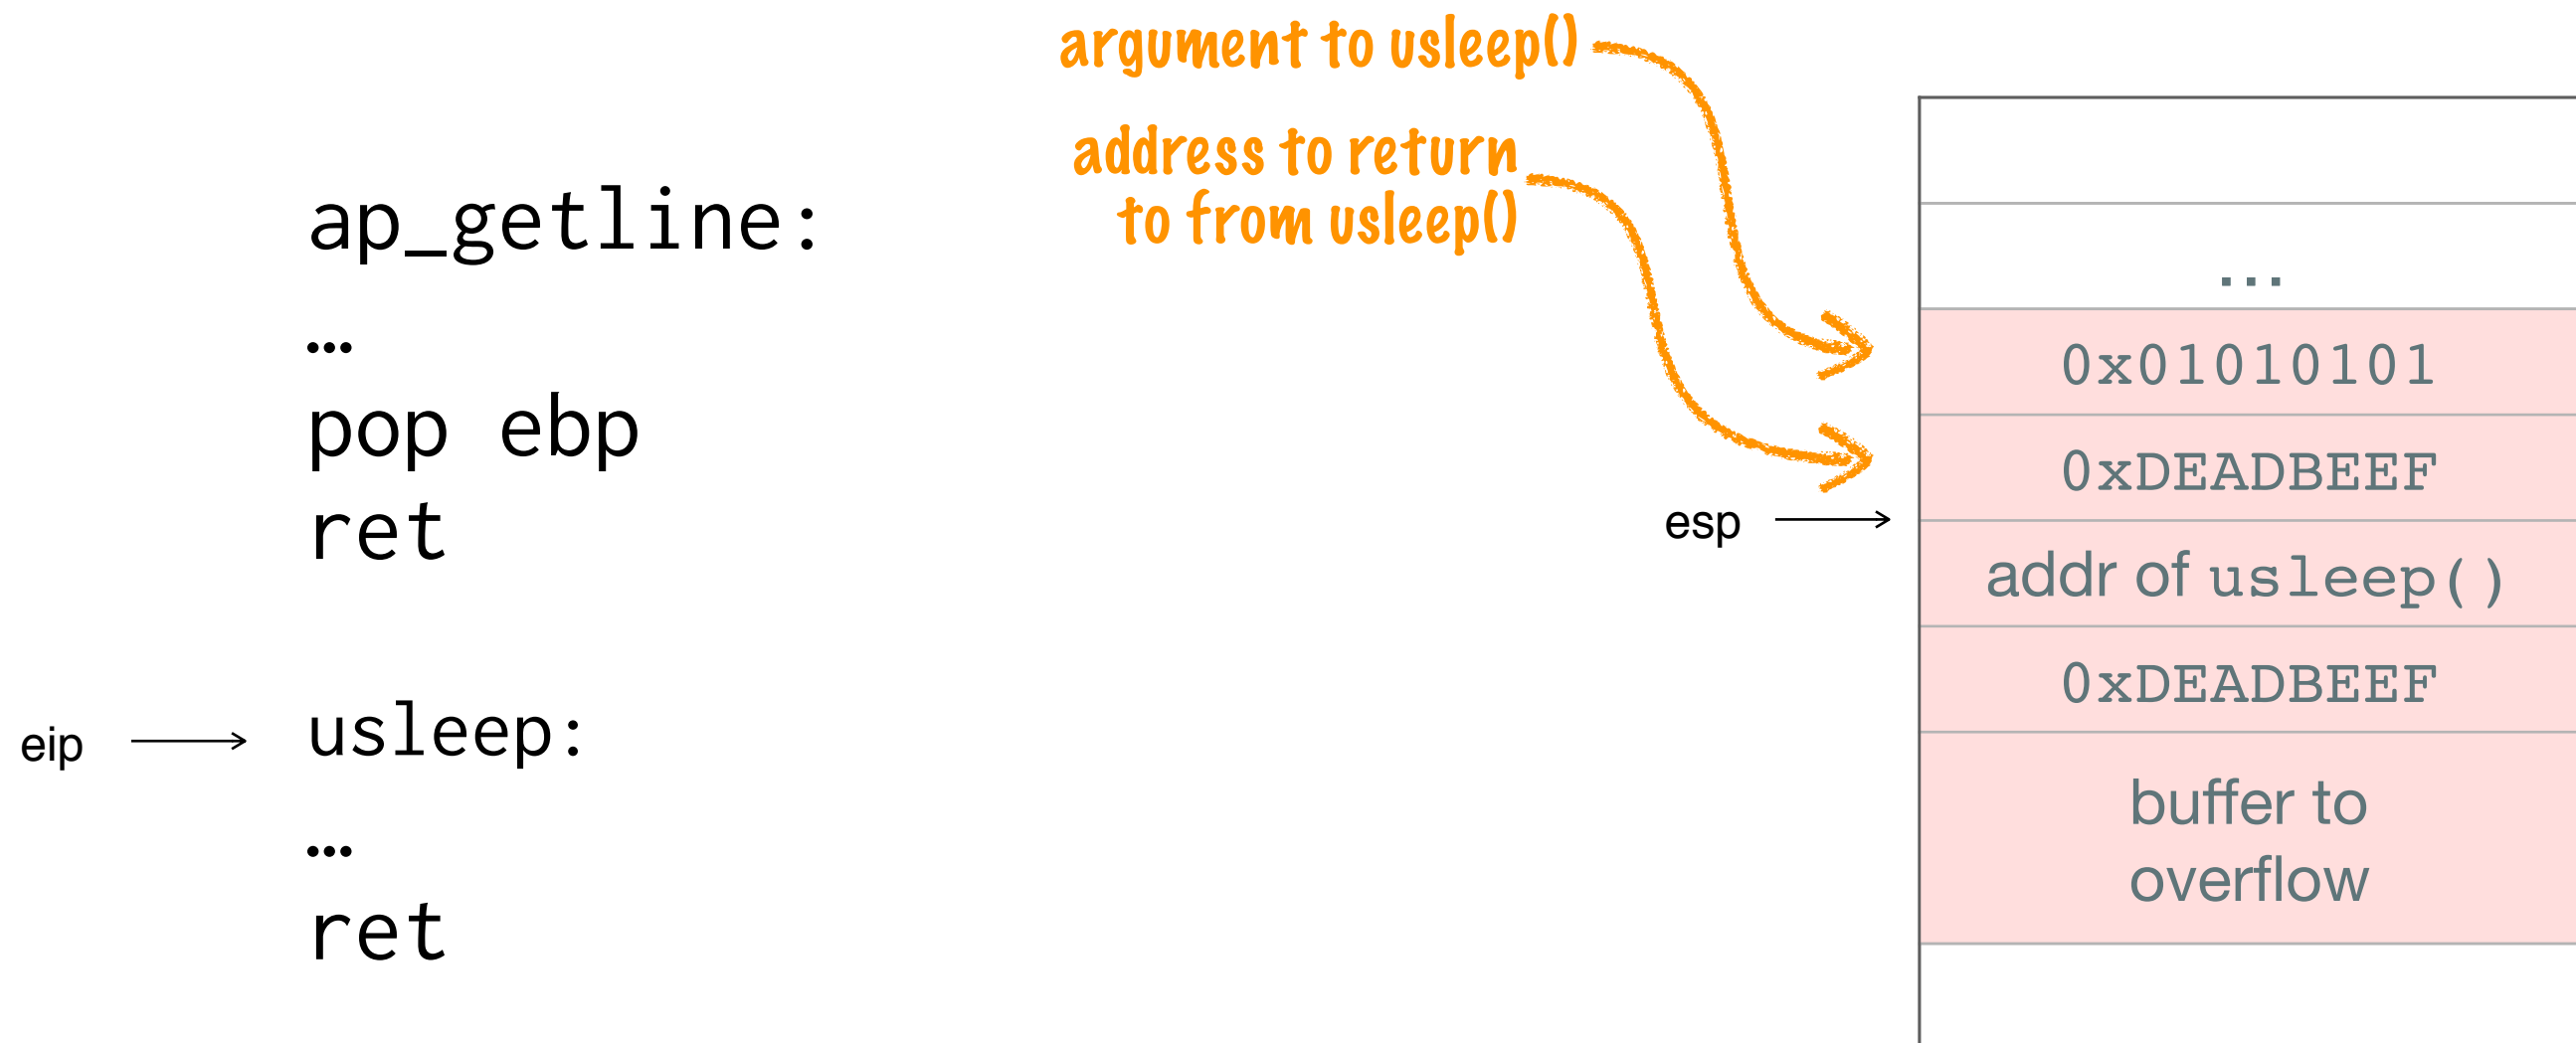 argument to usleep()
address to return
to from usleep()
ap_getline:
…
pop ebp
ret
eip
usleep:
…
ret
esp
...
0x01010101
0xDEADBEEF
addr of usleep()
0xDEADBEEF
buffer to
overflow